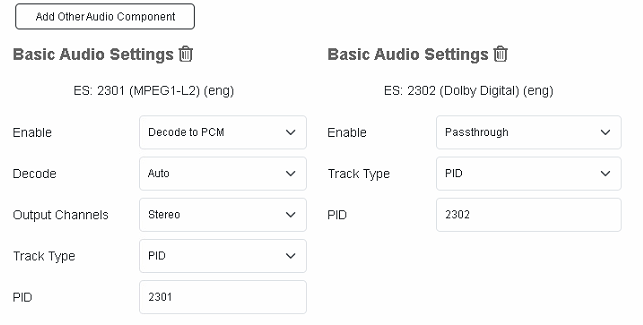 Add Other Audio Component
Basic Audio Settings
ES: 2301 (MPEG1-L2) (eng)
Enable Decode to PCM
Decode Auto
Output Channels Stereo
Track Type PID
PID 2301
Basic Audio Settings
ES: 2302 (Dolby Digital) (eng)
Enable Passthrough
Track Type PID
PID 2302